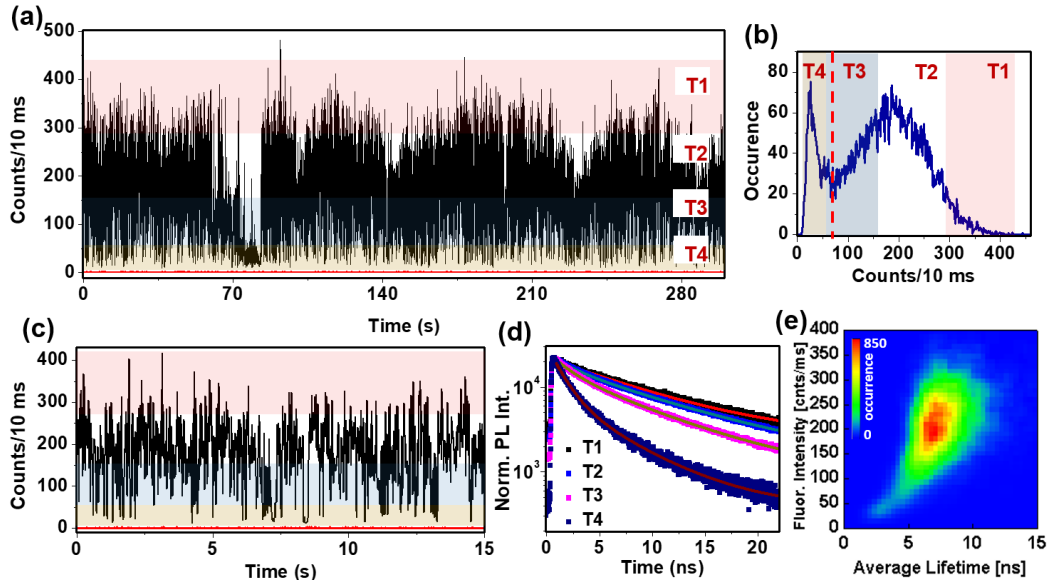 (a)
Counts/10 ms
500
400
300
200
100
0
T1
T2
T3
T4
0
70
140
210
280
Time (s)
(b)
Occurence
80
60
40
20
0
T4
T3
T2
T1
0
100
200
300
400
Counts/10 ms
(c)
Counts/10 ms
400
300
200
100
0
0
5
10
15
Time (s)
(d)
Norm. PL Int.
10⁴
10³
T1
T2
T3
T4
0
5
10
15
20
Time (ns)
(e)
Fluor. Intensity [cnts/ms]
400
350
300
250
200
150
100
50
0
850
occurrence
0
0
5
10
15
Average Lifetime [ns]